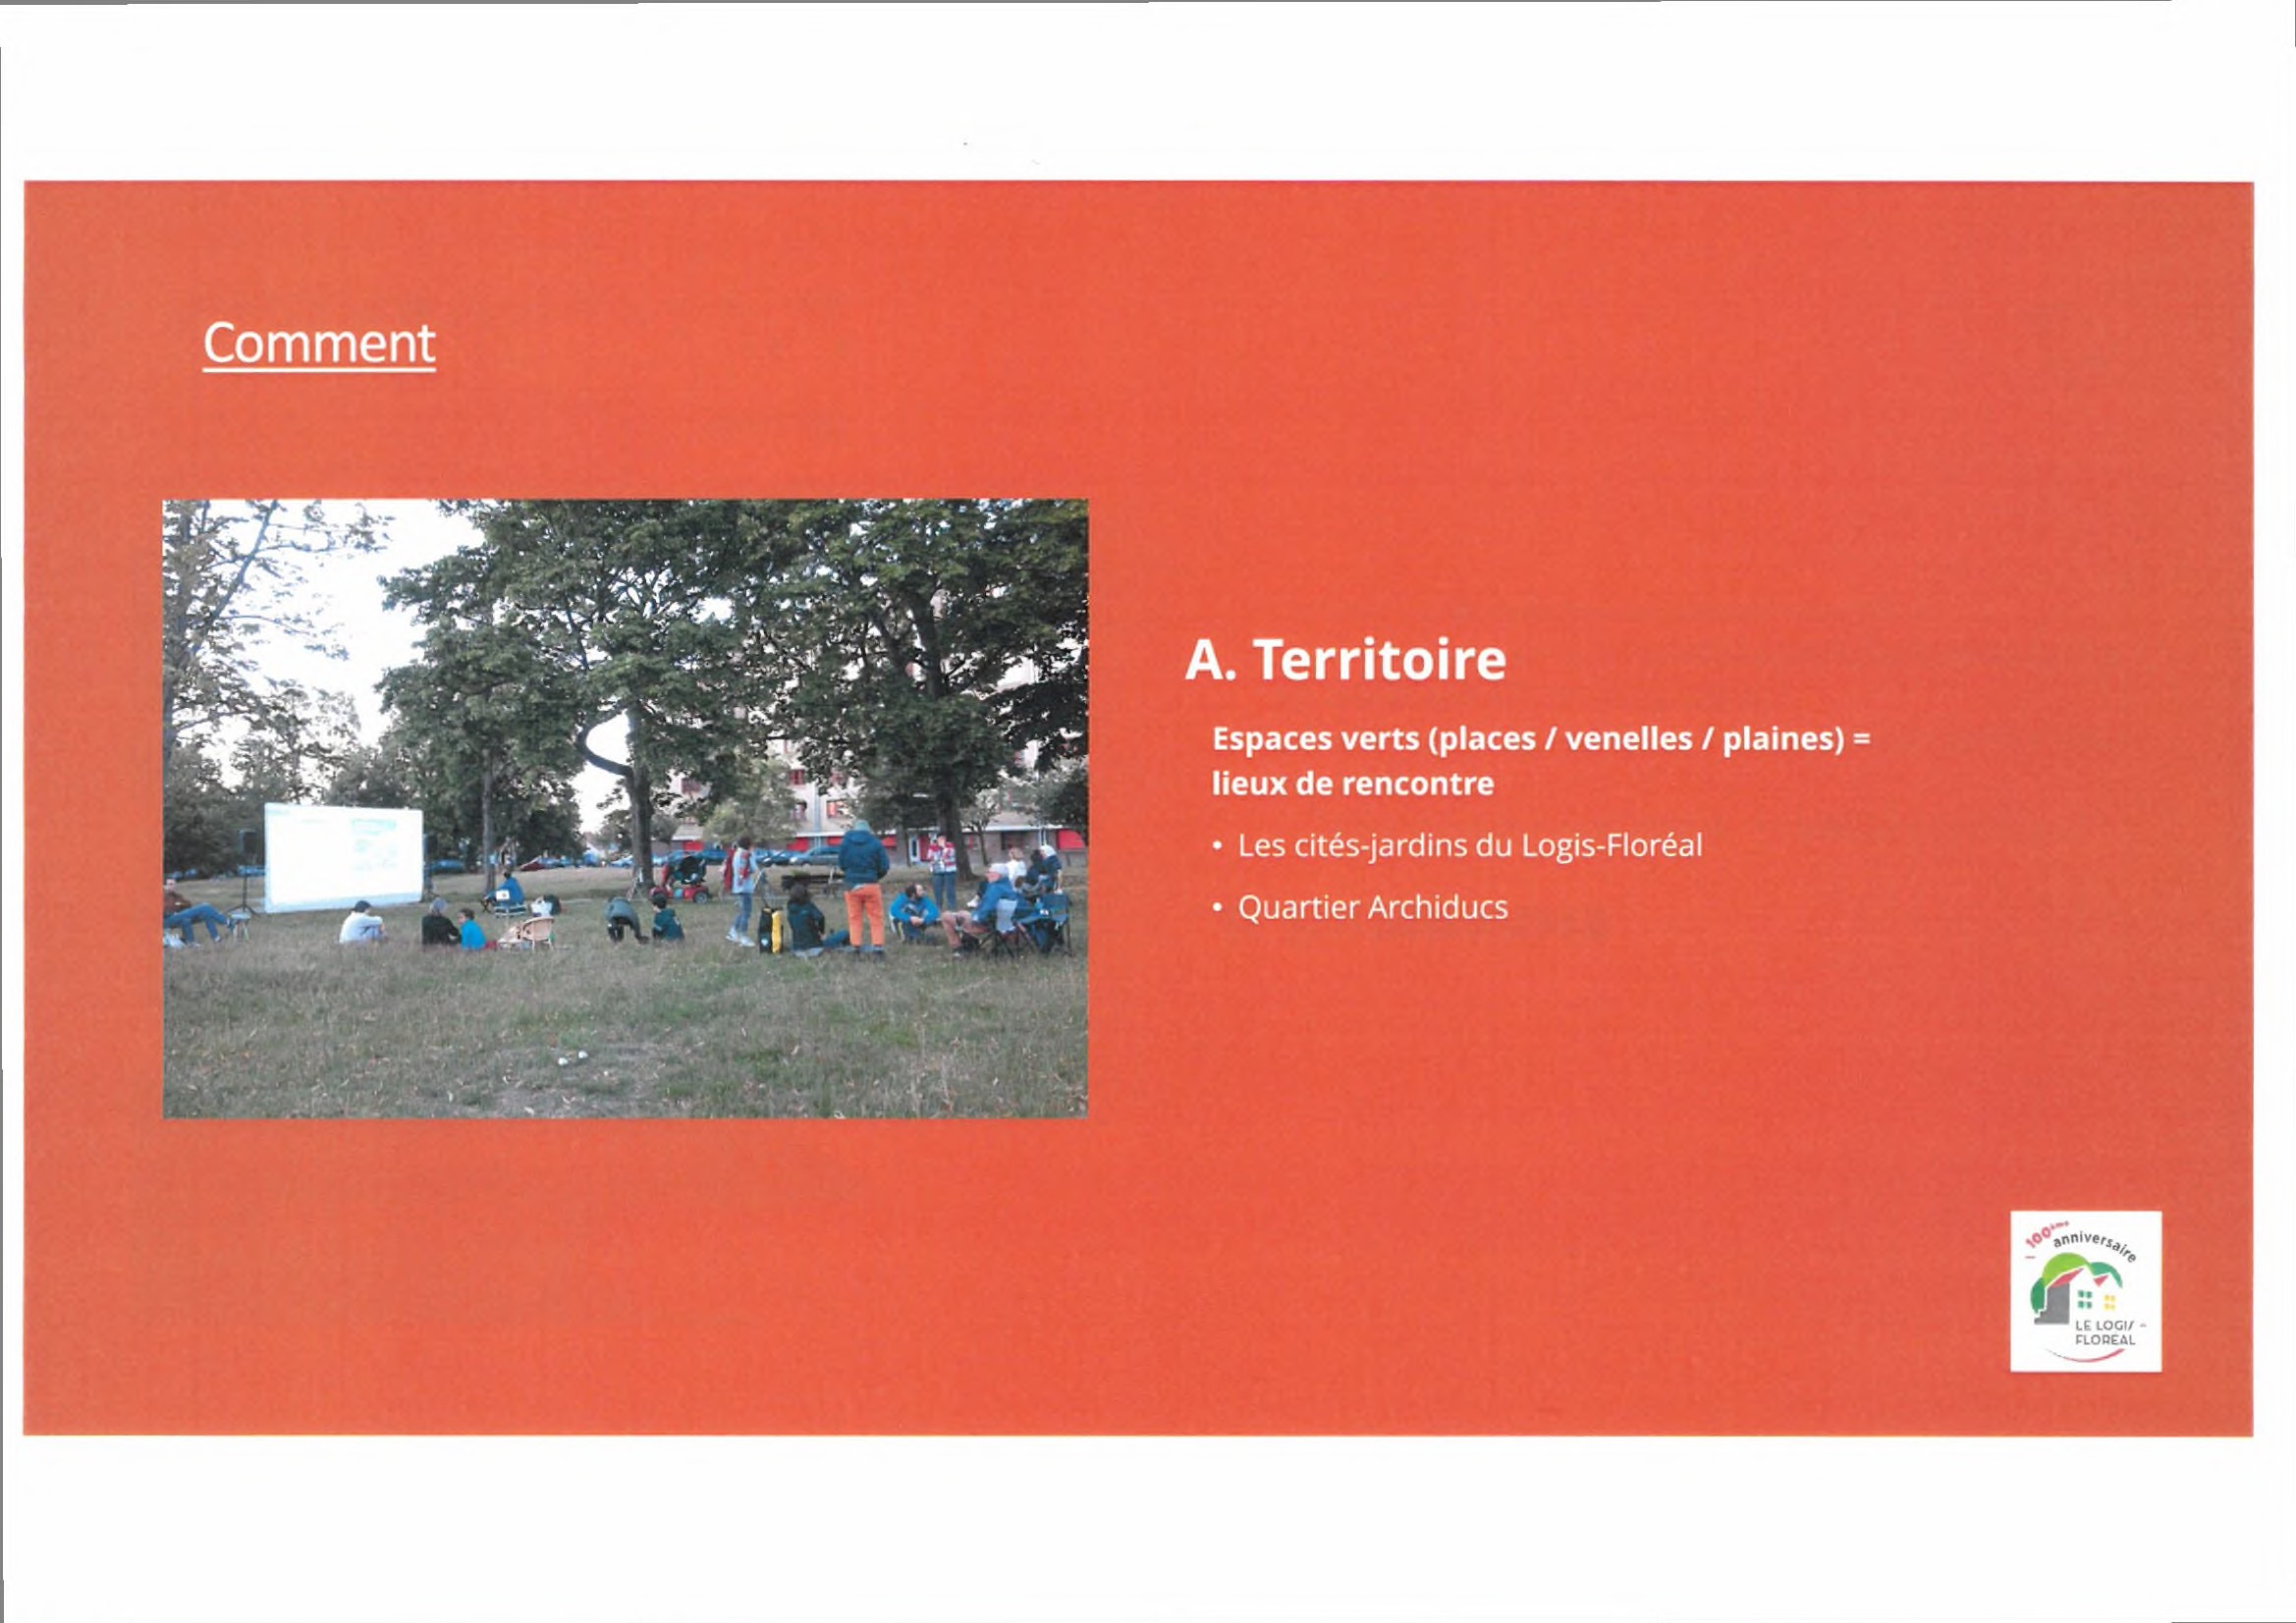 Comment
A. Territoire
Espaces verts (places / venelles / plaines) =
lieux de rencontre
• Les cités-jardins du Logis-Floréal
• Quartier Archiducs
100ème
anniversaire
LE LOGIS -
FLORÉAL